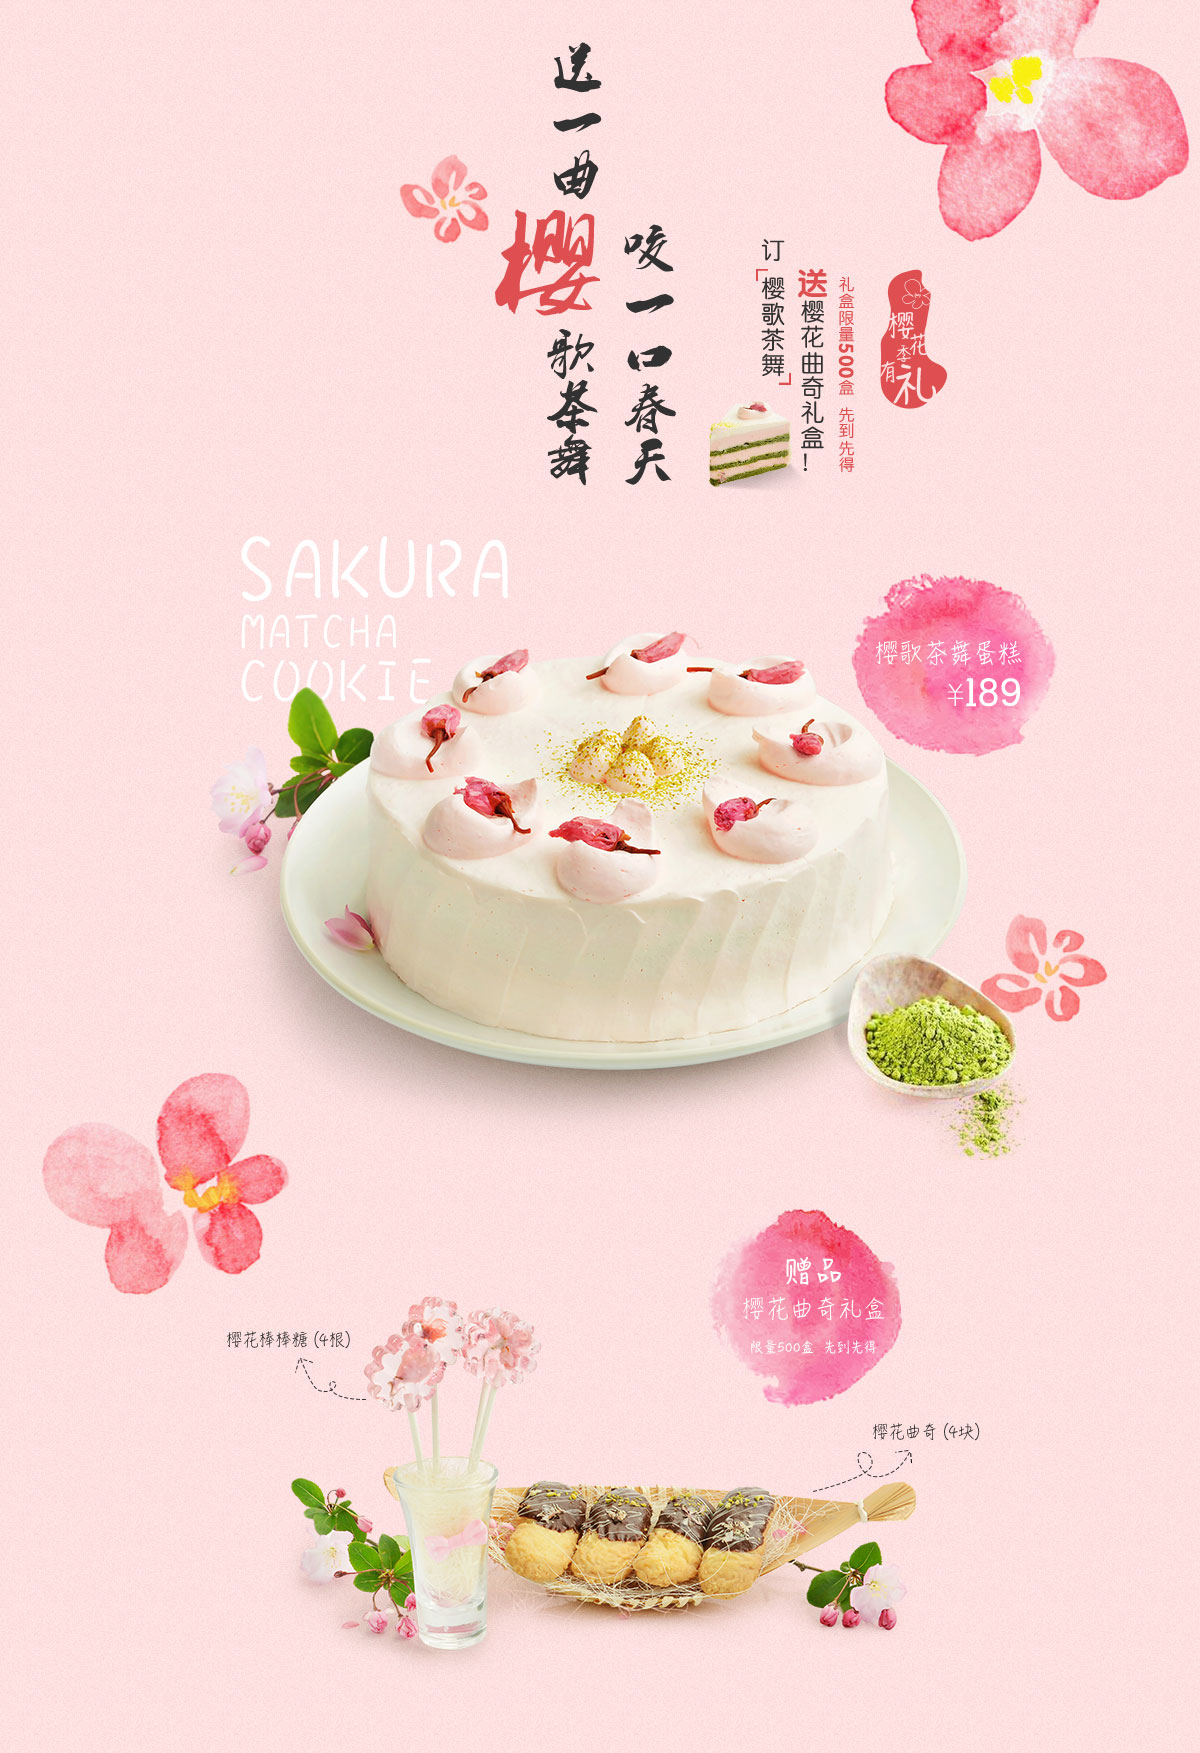 送一曲樱歌茶舞
咬一口春天
订「樱歌茶舞」
送樱花曲奇礼盒!
礼盒限量500盒 先到先得
樱花
季
有礼
SAKURA
MATCHA
COOKIE
樱歌茶舞蛋糕
¥189
赠品
樱花曲奇礼盒
限量500盒 先到先得
樱花棒棒糖 (4根)
樱花曲奇 (4块)